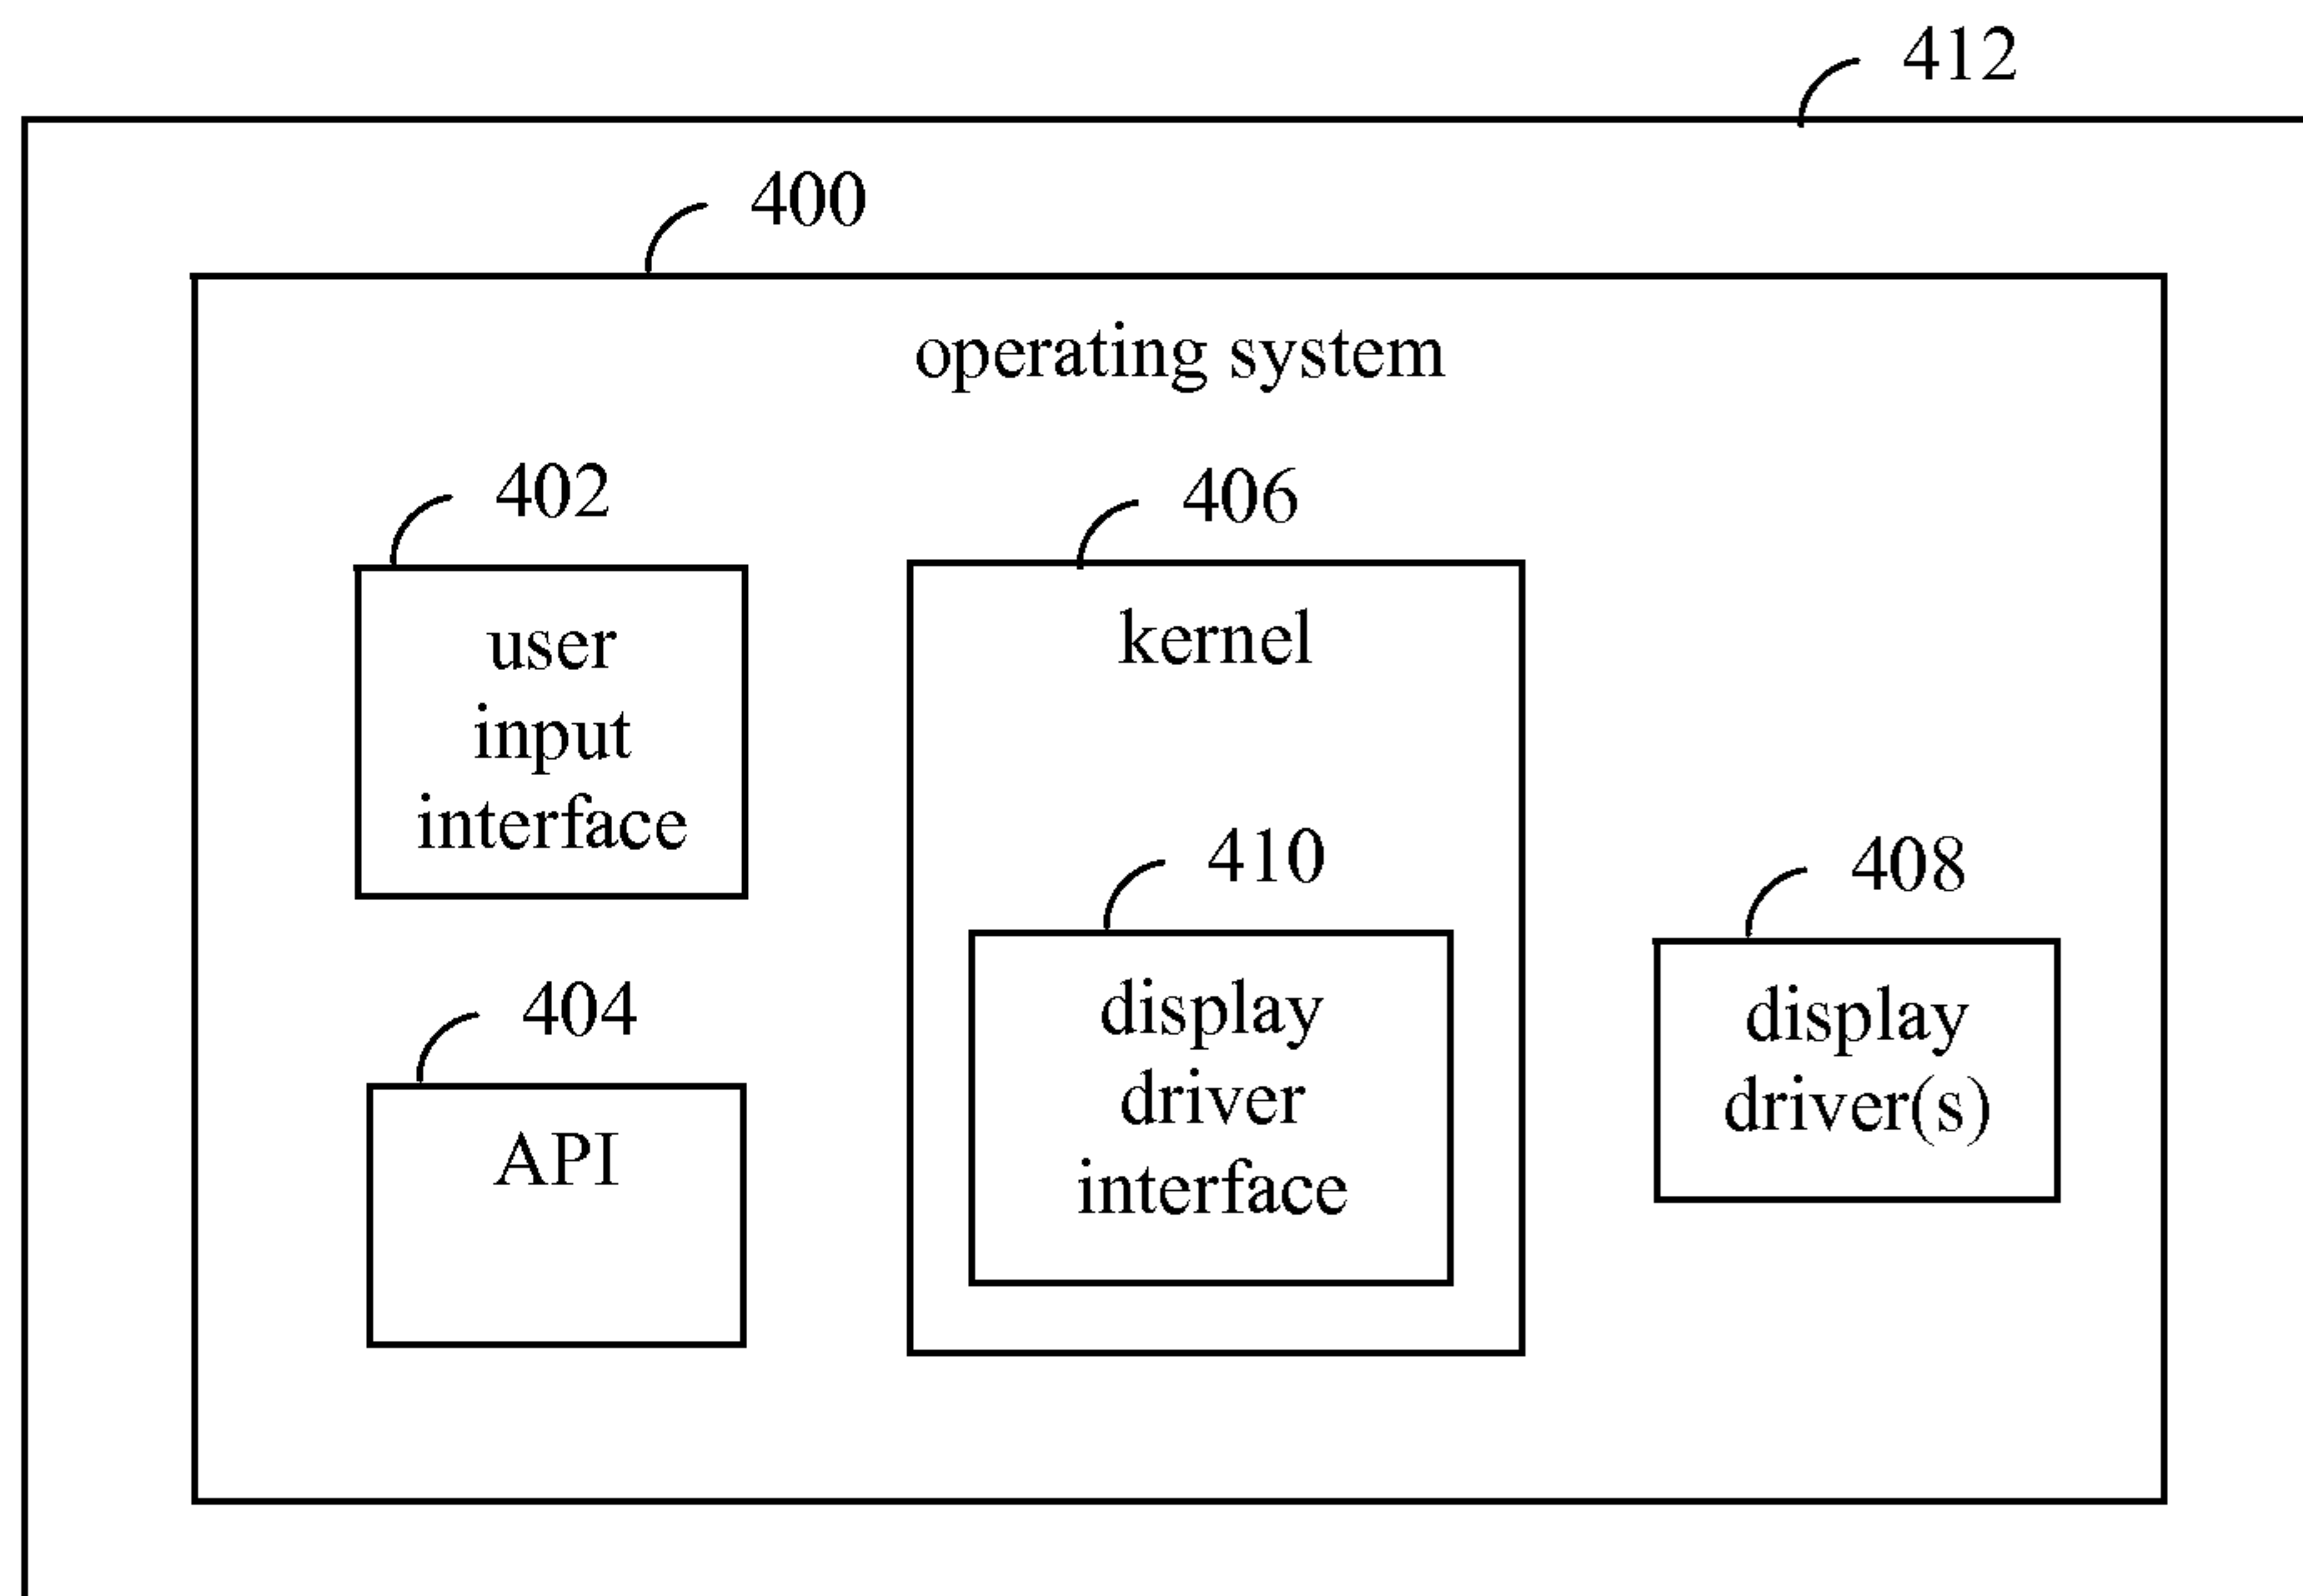 412
400
operating system
402
user
input
interface
404
API
406
kernel
410
display
driver
interface
408
display
driver(s)